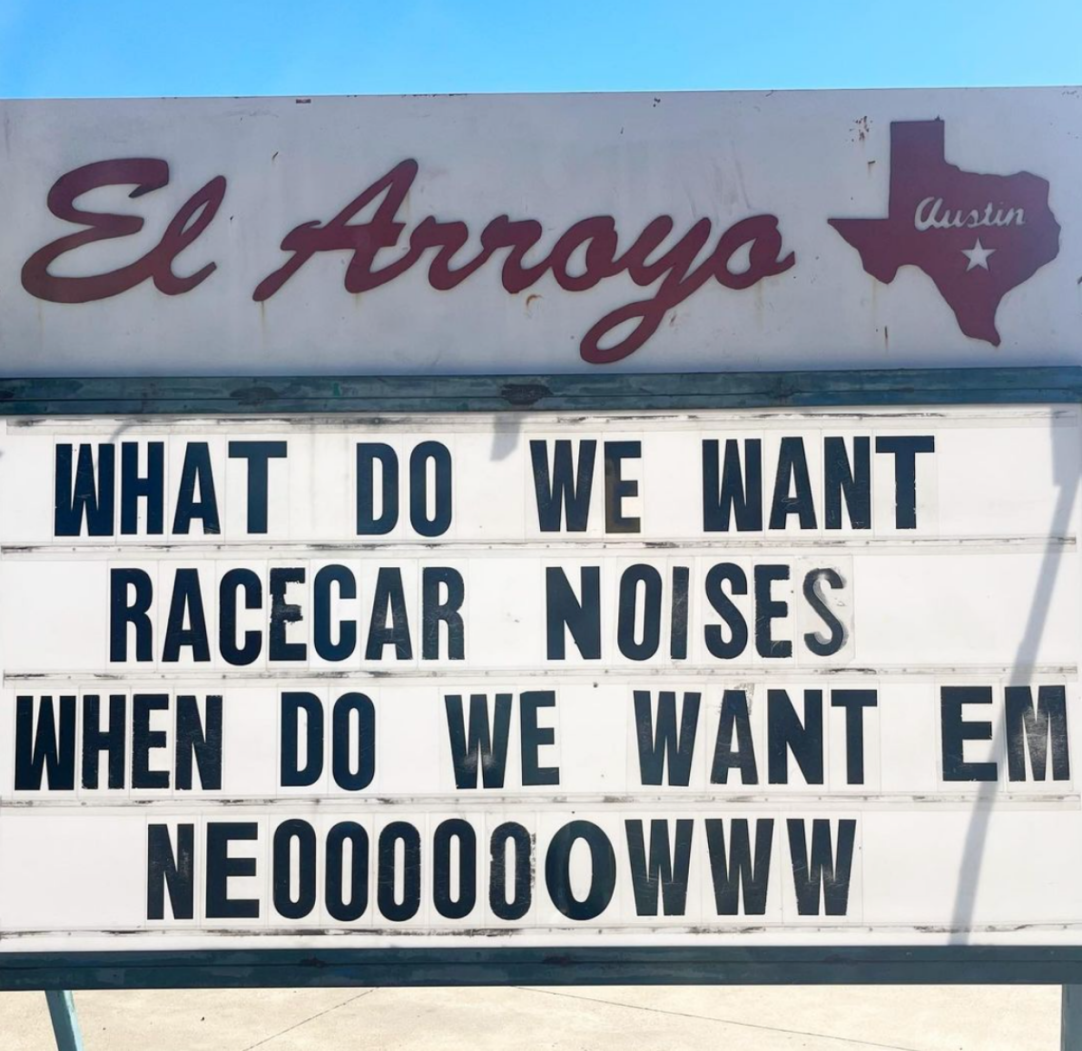 El Arroyo
Austin
WHAT DO WE WANT
RACECAR NOISES
WHEN DO WE WANT EM
NEOOOOOOWWW